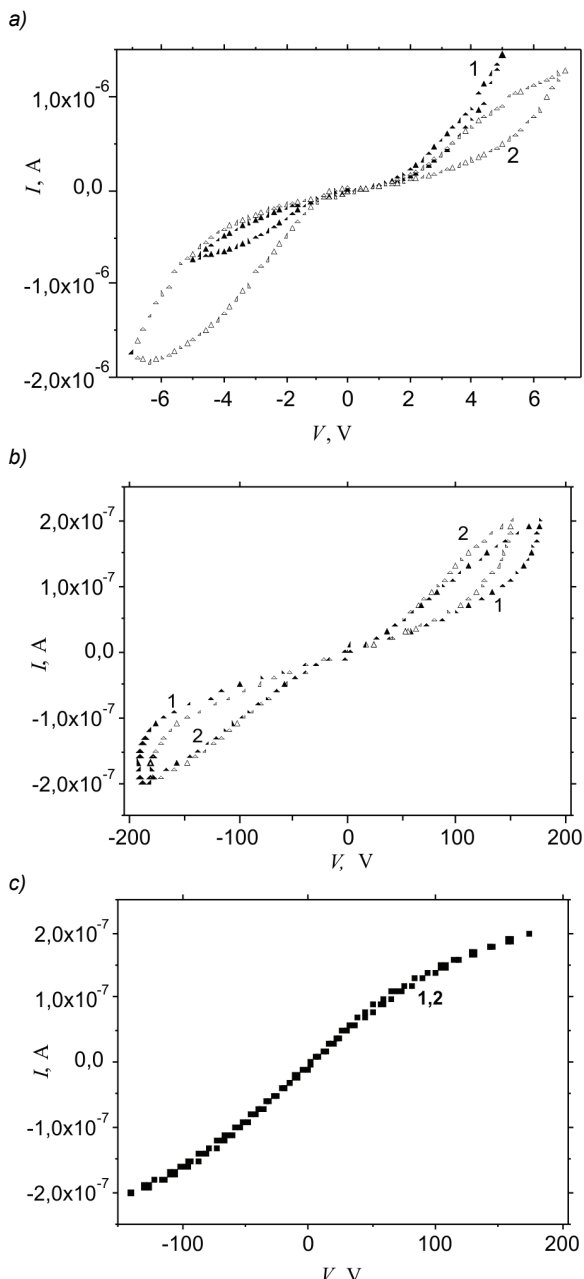 a)
1
1,0x10⁻⁶
2
0,0
I, A
-1,0x10⁻⁶
-2,0x10⁻⁶
-6 -4 -2 0 2 4 6
V, V
b)
2,0x10⁻⁷
2
1,0x10⁻⁷
1
0,0
I, A
1
-1,0x10⁻⁷
2
-2,0x10⁻⁷
-200 -100 0 100 200
V, V
c)
2,0x10⁻⁷
1,0x10⁻⁷
1,2
0,0
I, A
-1,0x10⁻⁷
-2,0x10⁻⁷
-100 0 100 200
V, V